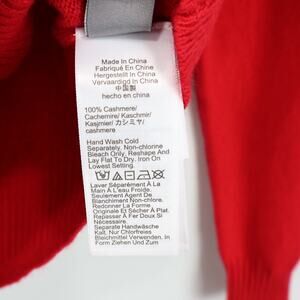 Made In China
Fabriqué En Chine
Hergestellt In China
Vervaardigd In China
中国製
hecho en china
100% Cashmere/
Cachemire/ Kaschmir/
Kasjmier/ カシミヤ/
cashmere
Hand Wash Cold
Separately, Non-chlorine
Bleach Only, Reshape And
Lay Flat To Dry. Iron On
Lowest Setting.
Laver Séparément À La
Main À L'eau Froide.
Seulement Agent De
Blanchiment Non-chloré.
Redonner La Forme
Originale Et Sécher À Plat.
Repasser À Fer Doux Si
Nécessaire.
Separate Handwäsche
Kalt, Nur Chlorfreies
Bleichmittel Verwenden. In
Form Ziehen Und Zum